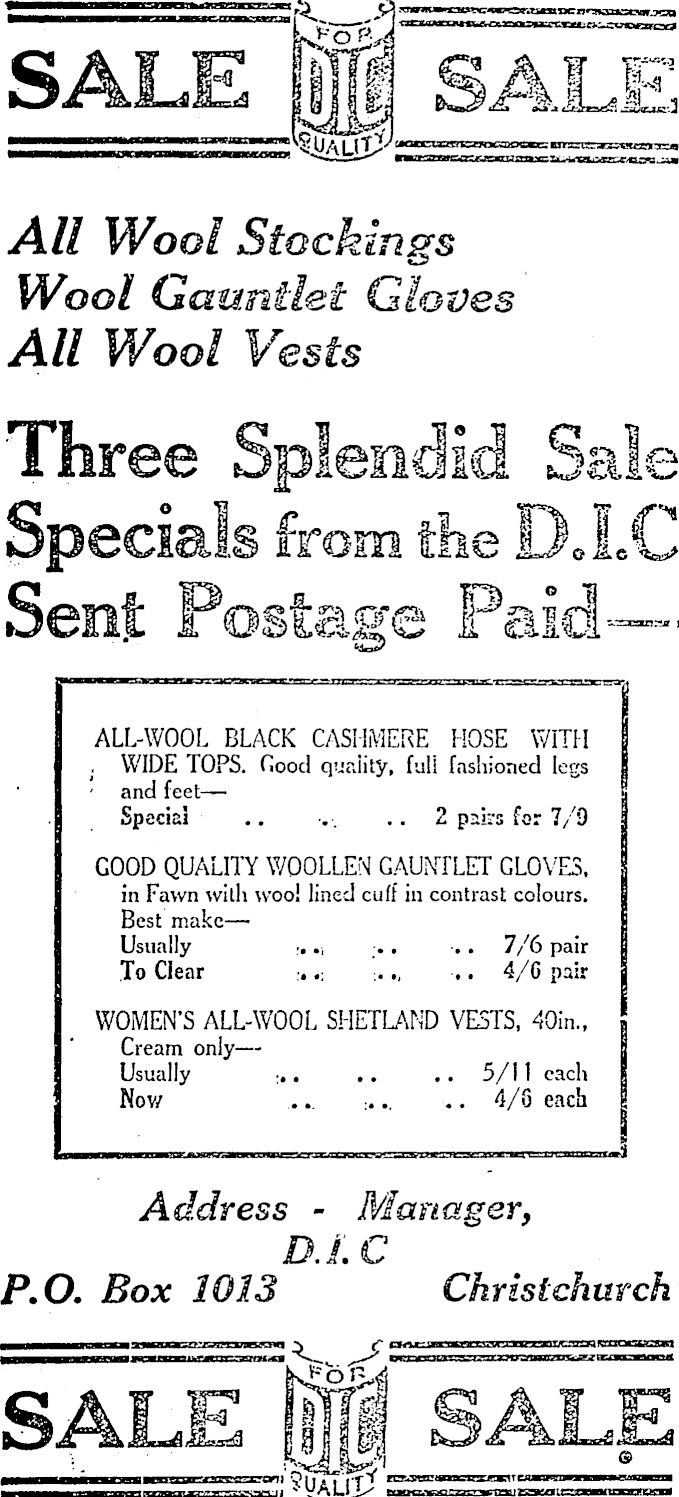 SALE FOR DIC QUALITY SALE
All Wool Stockings
Wool Gauntlet Gloves
All Wool Vests
Three Splendid Sale
Specials from the D.I.C
Sent Postage Paid—
ALL-WOOL BLACK CASHMERE HOSE WITH
WIDE TOPS. Good quality, full fashioned legs
and feet—
Special .. .. .. 2 pairs for 7/9
GOOD QUALITY WOOLLEN GAUNTLET GLOVES,
in Fawn with wool lined cuff in contrast colours.
Best make—
Usually .. .. .. 7/6 pair
To Clear .. .. .. 4/6 pair
WOMEN'S ALL-WOOL SHETLAND VESTS, 40in.,
Cream only—
Usually .. .. .. 5/11 each
Now .. .. .. 4/6 each
Address - Manager,
D.I.C
P.O. Box 1013 Christchurch
SALE FOR DIC QUALITY SALE